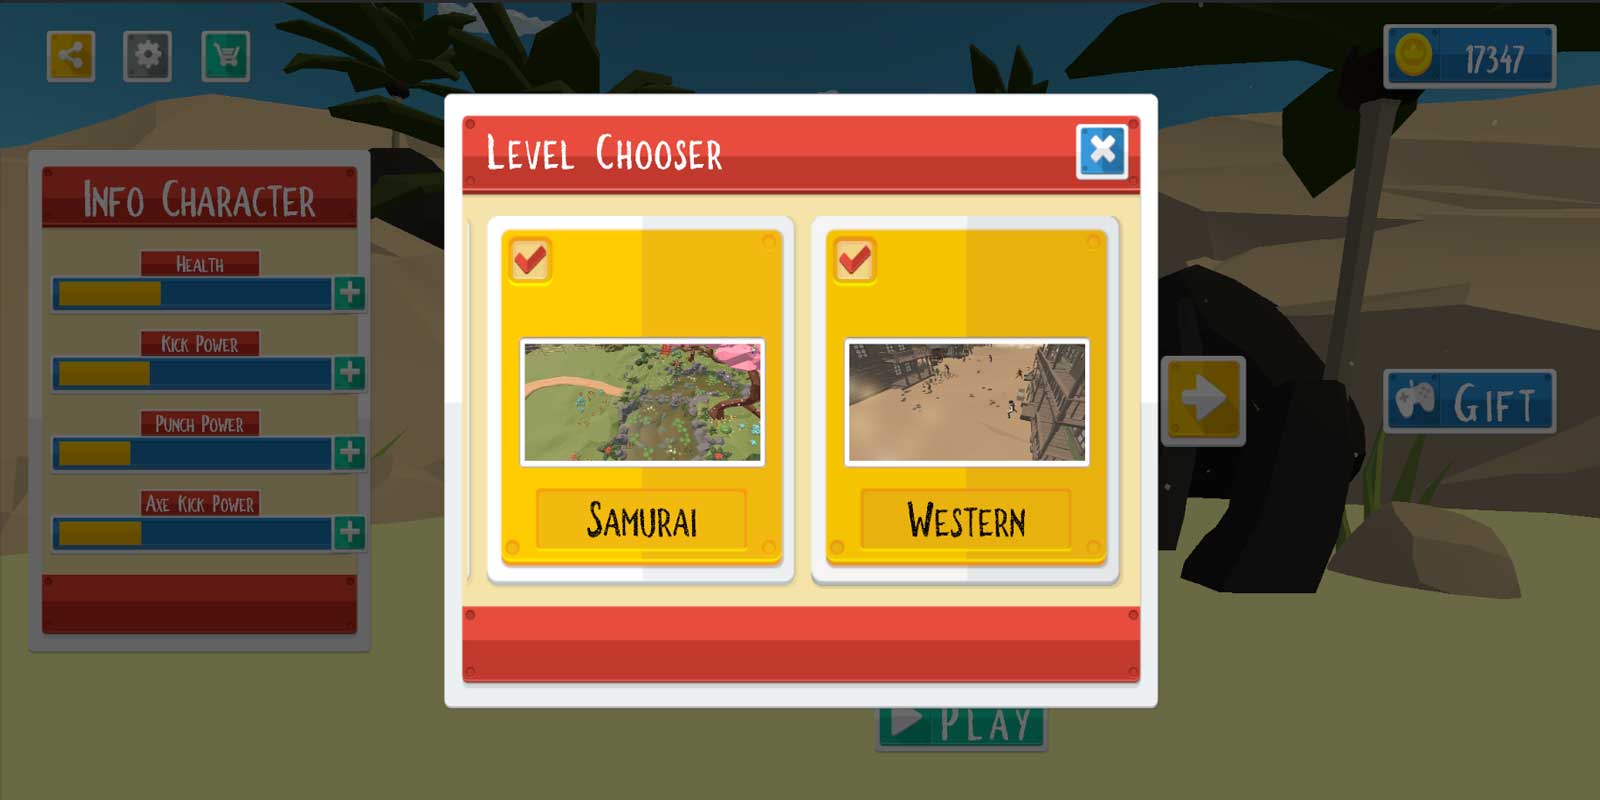 17347
LEVEL CHOOSER
INFO CHARACTER
HEALTH
KICK POWER
PUNCH POWER
AXE KICK POWER
SAMURAI
WESTERN
GIFT
PLAY